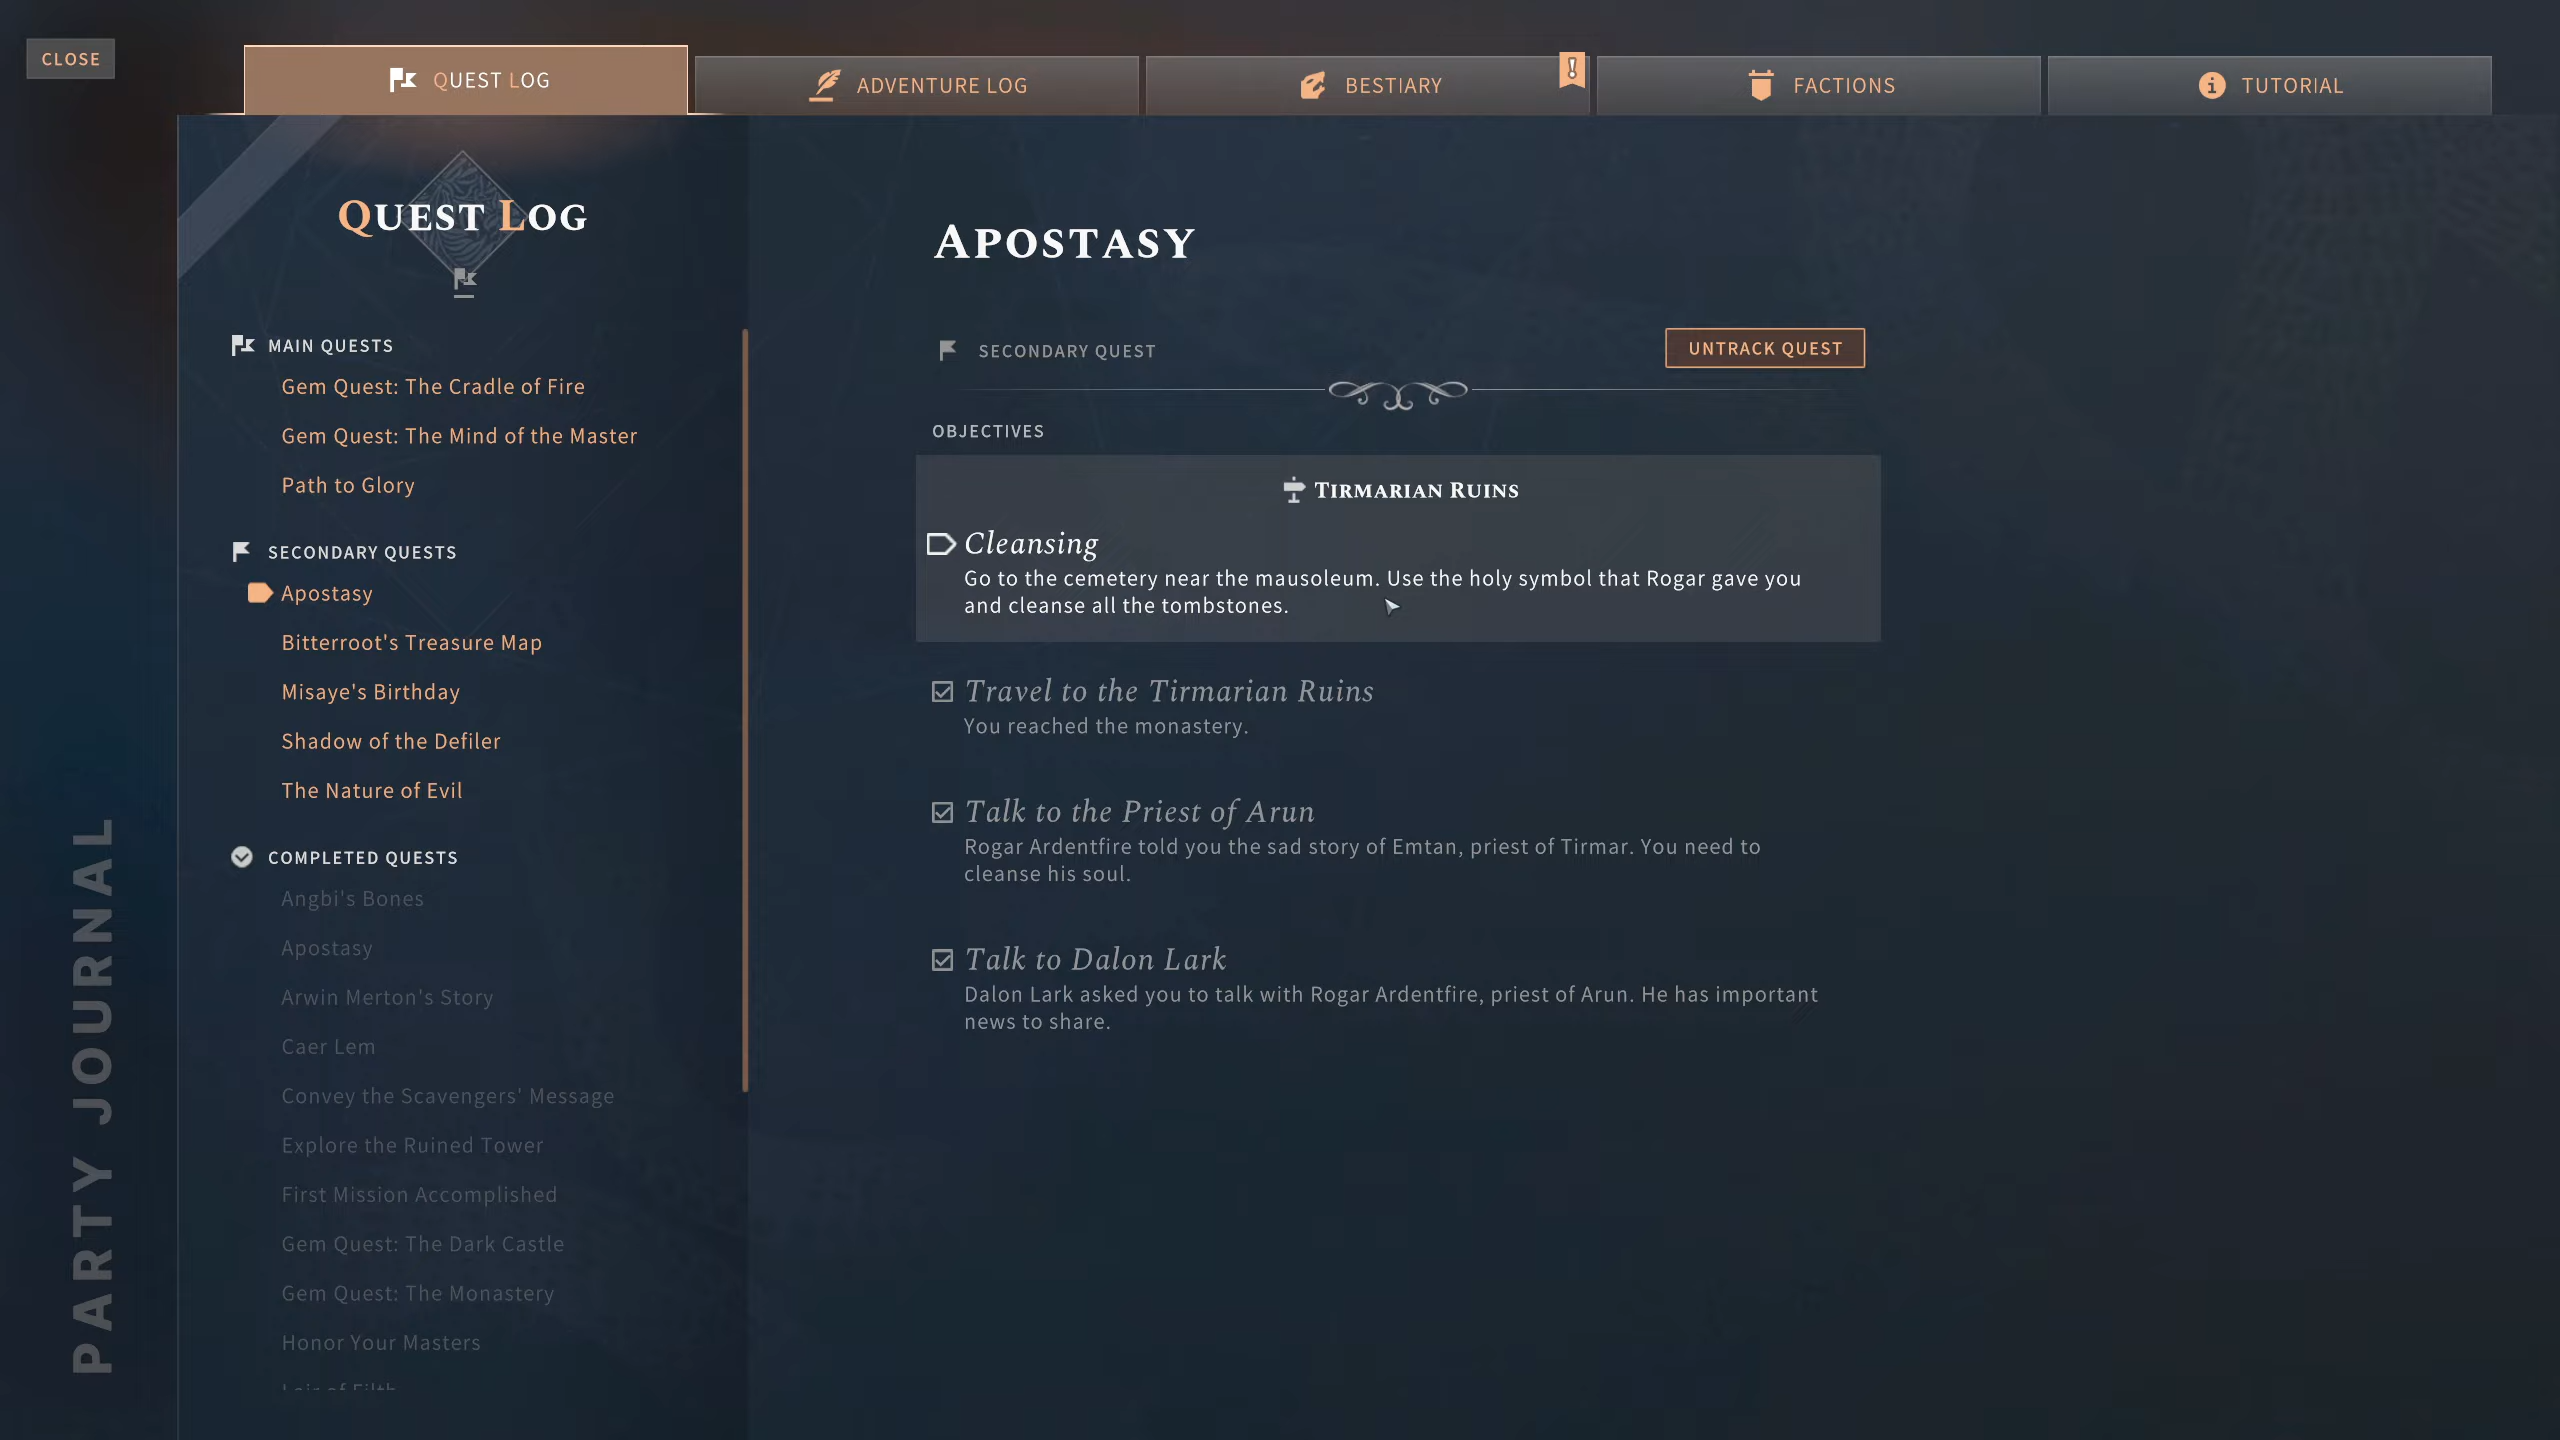 CLOSE
QUEST LOG
ADVENTURE LOG
BESTIARY
FACTIONS
TUTORIAL
QUEST LOG
MAIN QUESTS
Gem Quest: The Cradle of Fire
Gem Quest: The Mind of the Master
Path to Glory
SECONDARY QUESTS
Apostasy
Bitterroot's Treasure Map
Misaye's Birthday
Shadow of the Defiler
The Nature of Evil
COMPLETED QUESTS
Angbi's Bones
Apostasy
Arwin Merton's Story
Caer Lem
Convey the Scavengers' Message
Explore the Ruined Tower
First Mission Accomplished
Gem Quest: The Dark Castle
Gem Quest: The Monastery
Honor Your Masters
Lair of Filth
PARTY JOURNAL
APOSTASY
SECONDARY QUEST
UNTRACK QUEST
OBJECTIVES
TIRMARIAN RUINS
Cleansing
Go to the cemetery near the mausoleum. Use the holy symbol that Rogar gave you
and cleanse all the tombstones.
Travel to the Tirmarian Ruins
You reached the monastery.
Talk to the Priest of Arun
Rogar Ardentfire told you the sad story of Emtan, priest of Tirmar. You need to
cleanse his soul.
Talk to Dalon Lark
Dalon Lark asked you to talk with Rogar Ardentfire, priest of Arun. He has important
news to share.